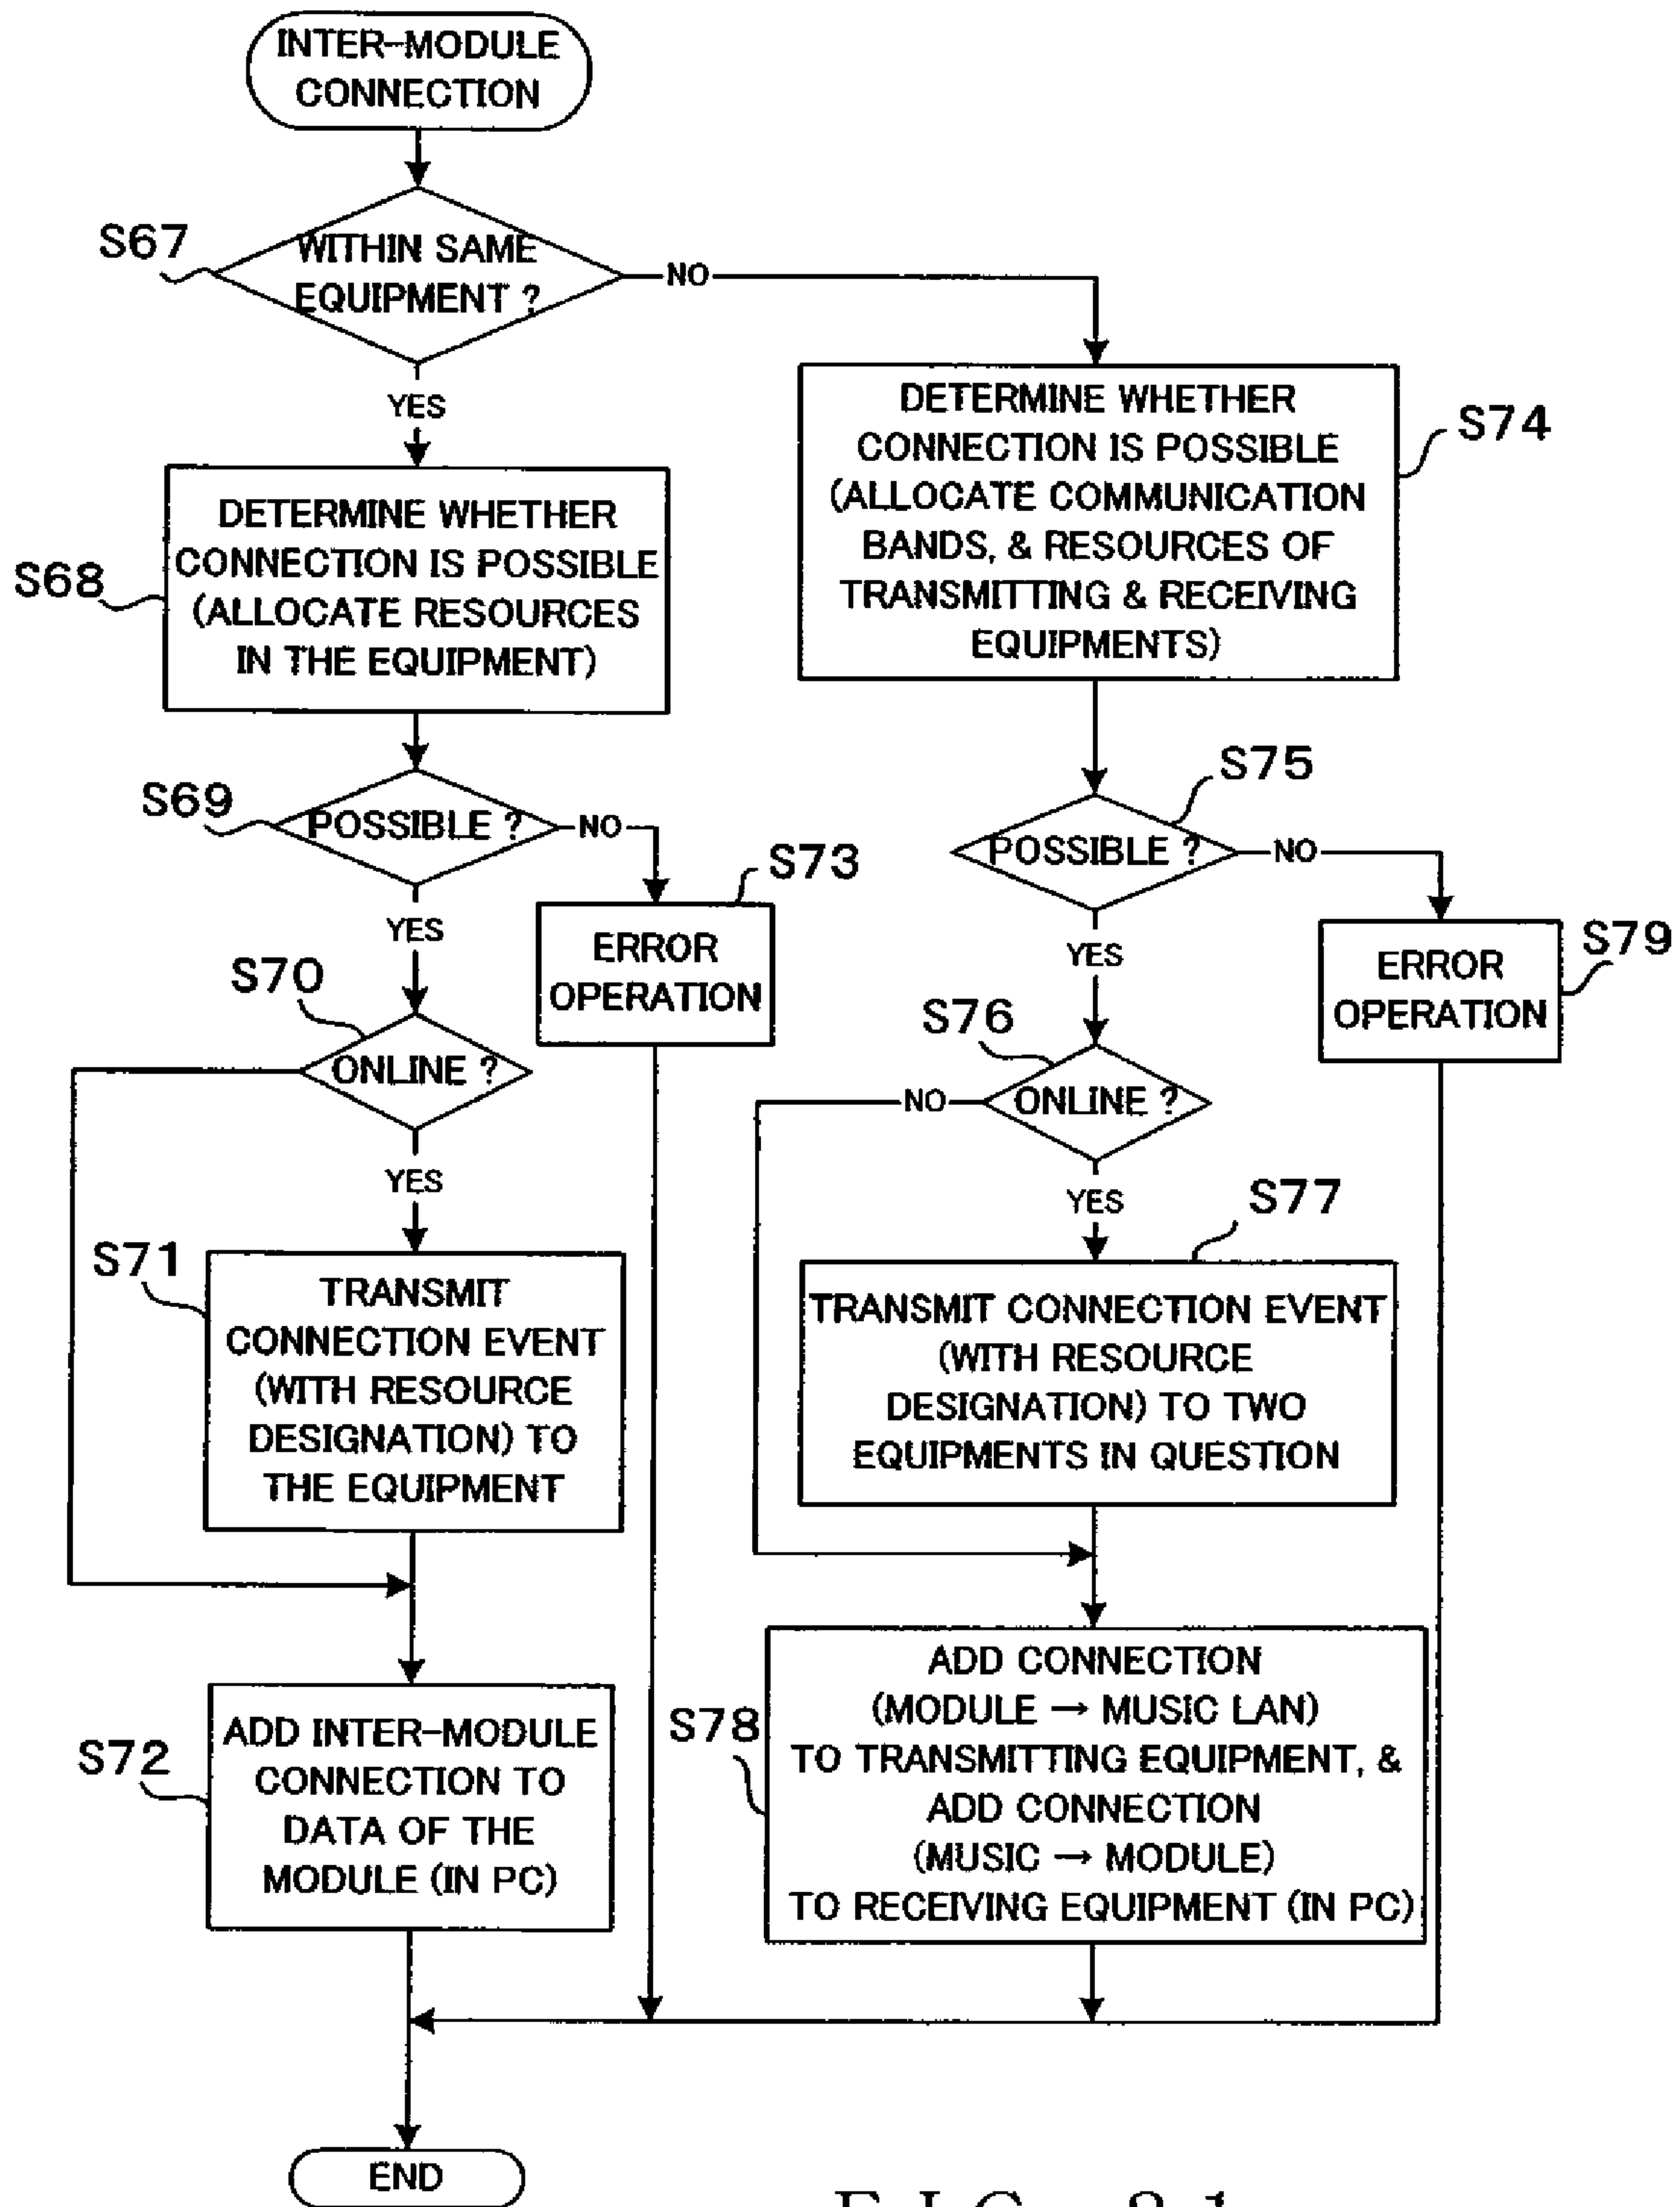 INTER-MODULE
CONNECTION
S67
WITHIN SAME
EQUIPMENT ?
NO
YES
S68
DETERMINE WHETHER
CONNECTION IS POSSIBLE
(ALLOCATE RESOURCES
IN THE EQUIPMENT)
S69
POSSIBLE ?
NO
YES
S73
ERROR
OPERATION
S70
ONLINE ?
YES
S71
TRANSMIT
CONNECTION EVENT
(WITH RESOURCE
DESIGNATION) TO
THE EQUIPMENT
S72
ADD INTER-MODULE
CONNECTION TO
DATA OF THE
MODULE (IN PC)
S74
DETERMINE WHETHER
CONNECTION IS POSSIBLE
(ALLOCATE COMMUNICATION
BANDS, & RESOURCES OF
TRANSMITTING & RECEIVING
EQUIPMENTS)
S75
POSSIBLE ?
NO
YES
S79
ERROR
OPERATION
S76
ONLINE ?
NO
YES
S77
TRANSMIT CONNECTION EVENT
(WITH RESOURCE
DESIGNATION) TO TWO
EQUIPMENTS IN QUESTION
S78
ADD CONNECTION
(MODULE → MUSIC LAN)
TO TRANSMITTING EQUIPMENT, &
ADD CONNECTION
(MUSIC → MODULE)
TO RECEIVING EQUIPMENT (IN PC)
END